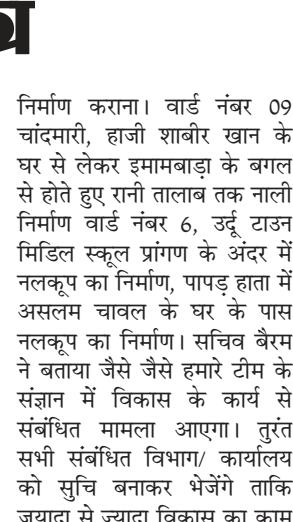 निर्माण कराना। वार्ड नंबर 09
चांदमारी, हाजी शाबीर खान के
घर से लेकर इमामबाड़ा के बगल
से होते हुए रानी तालाब तक नाली
निर्माण वार्ड नंबर 6, उर्दू टाउन
मिडिल स्कूल प्रांगण के अंदर में
नलकूप का निर्माण, पापड़ हाता में
असलम चावल के घर के पास
नलकूप का निर्माण। सचिव बैरम
ने बताया जैसे जैसे हमारे टीम के
संज्ञान में विकास के कार्य से
संबंधित मामला आएगा। तुरंत
सभी संबंधित विभाग/ कार्यालय
को सुचि बनाकर भेजेंगे ताकि
ज्यादा से ज्यादा विकास का काम